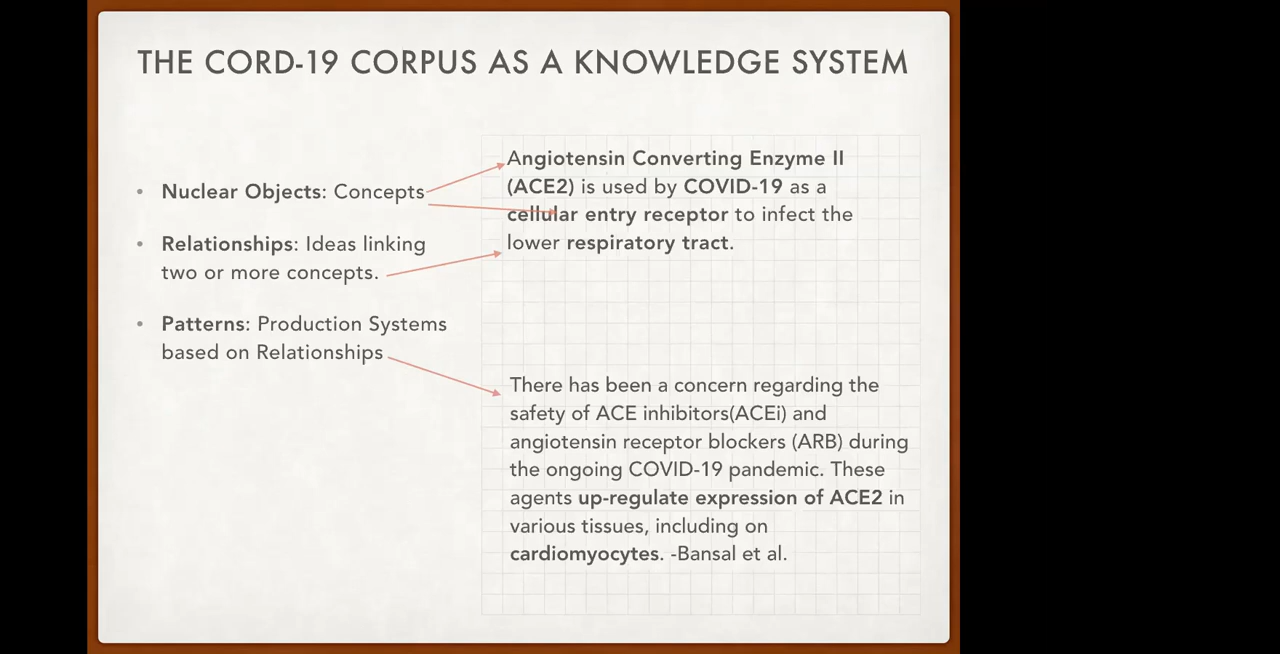 THE CORD-19 CORPUS AS A KNOWLEDGE SYSTEM
• Nuclear Objects: Concepts
• Relationships: Ideas linking
two or more concepts.
• Patterns: Production Systems
based on Relationships
Angiotensin Converting Enzyme II
(ACE2) is used by COVID-19 as a
cellular entry receptor to infect the
lower respiratory tract.
There has been a concern regarding the
safety of ACE inhibitors(ACEi) and
angiotensin receptor blockers (ARB) during
the ongoing COVID-19 pandemic. These
agents up-regulate expression of ACE2 in
various tissues, including on
cardiomyocytes. -Bansal et al.